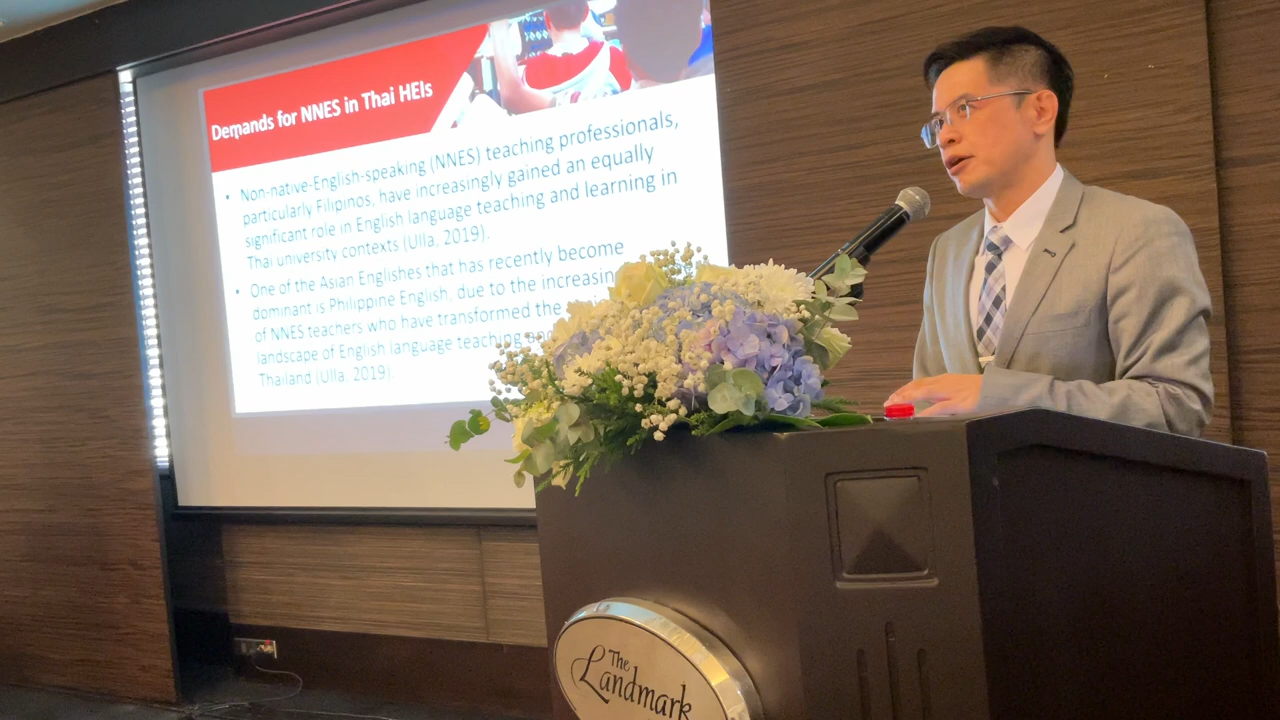 Demands for NNES in Thai HEIs
• Non-native-English-speaking (NNES) teaching professionals,
particularly Filipinos, have increasingly gained an equally
significant role in English language teaching and learning in
Thai university contexts (Ulla, 2019).
• One of the Asian Englishes that has recently become
dominant is Philippine English, due to the increasing
of NNES teachers who have transformed the
landscape of English language teaching
Thailand (Ulla, 2019).
The
Landmark